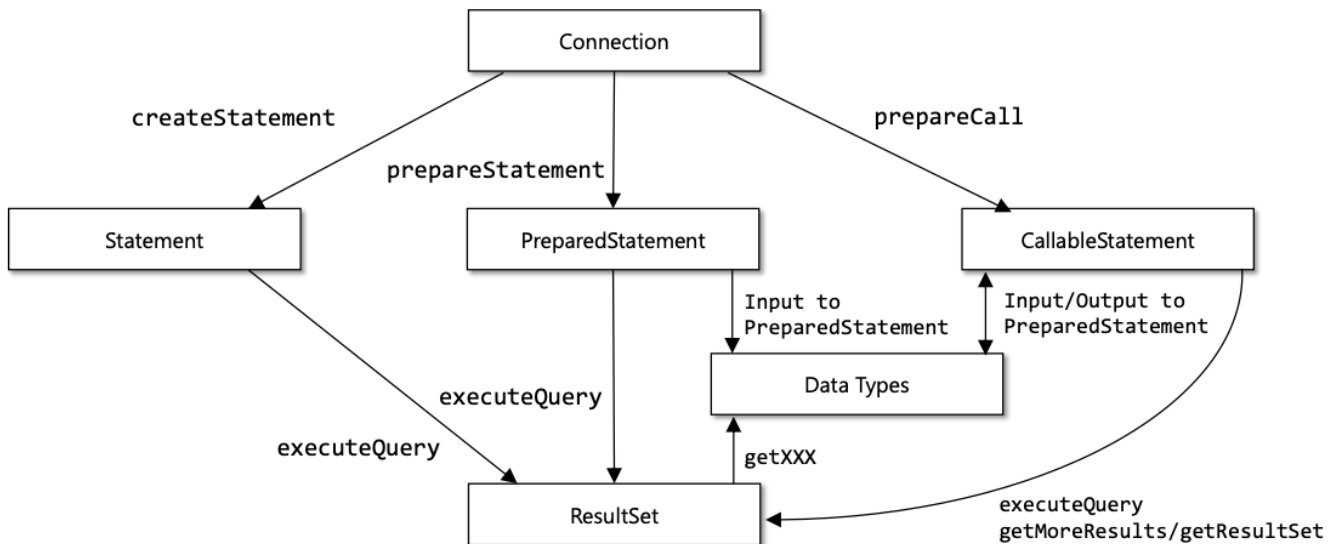 Connection
createStatement
prepareCall
prepareStatement
Statement
PreparedStatement
CallableStatement
Input to
PreparedStatement
Input/Output to
PreparedStatement
Data Types
executeQuery
executeQuery
getXXX
ResultSet
executeQuery
getMoreResults/getResultSet